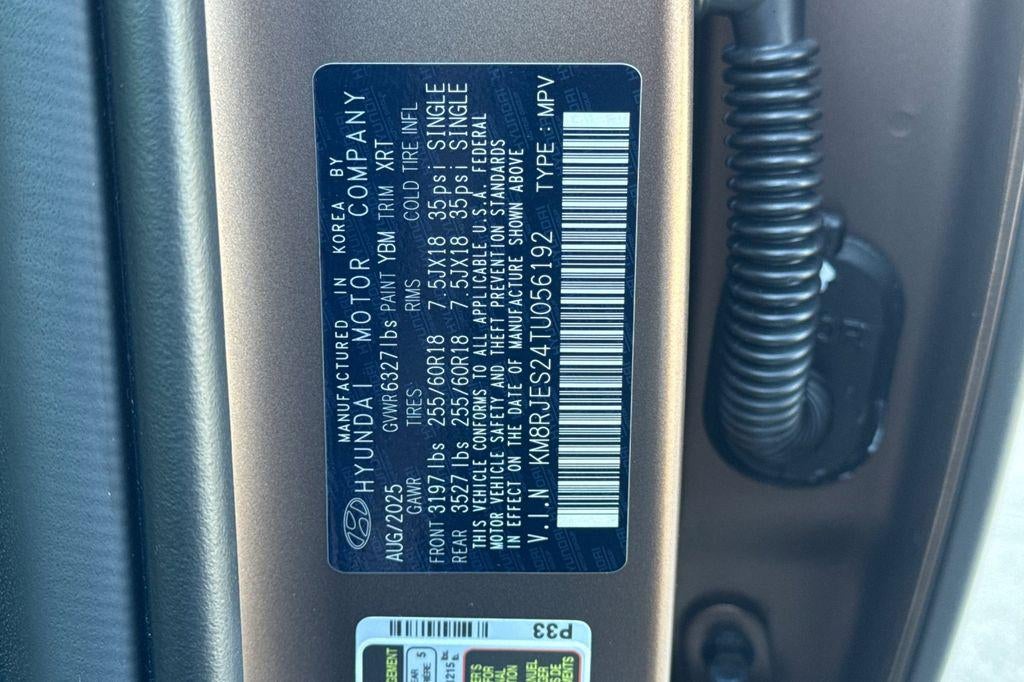 MANUFACTURED IN KOREA BY
HYUNDAI MOTOR COMPANY
AUG/2025 GVWR6327lbs PAINT YBM TRIM XRT
GAWR TIRES RIMS COLD TIRE INFL
FRONT 3197lbs 255/60R18 7.5JX18 35psi SINGLE
REAR 3527lbs 255/60R18 7.5JX18 35psi SINGLE
THIS VEHICLE CONFORMS TO ALL APPLICABLE U.S.A. FEDERAL
MOTOR VEHICLE SAFETY AND THEFT PREVENTION STANDARDS
IN EFFECT ON THE DATE OF MANUFACTURE SHOWN ABOVE
V.I.N KM8RJES24TU056192 TYPE : MPV
P33